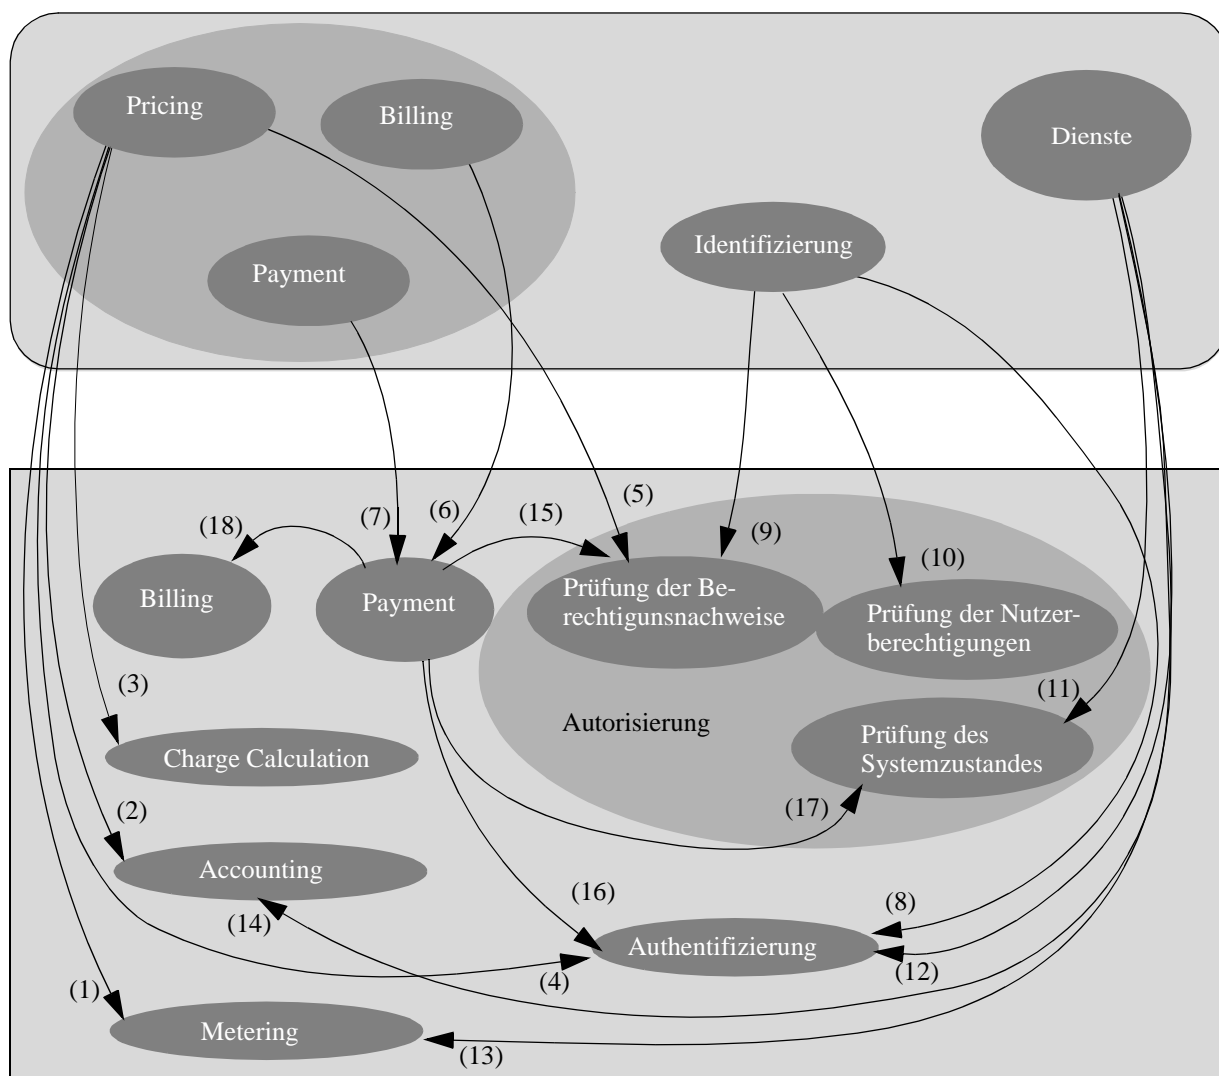 Pricing
Billing
Dienste
Identifizierung
Payment
(5)
(6)
(7)
(15)
(18)
(9)
(10)
Billing
Payment
Prüfung der Be-
rechtigunsnachweise
Prüfung der Nutzer-
berechtigungen
(3)
(11)
Autorisierung
Charge Calculation
Prüfung des
Systemzustandes
(2)
(17)
Accounting
(14)
(16)
(8)
Authentifizierung
(4)
(12)
(1)
Metering
(13)